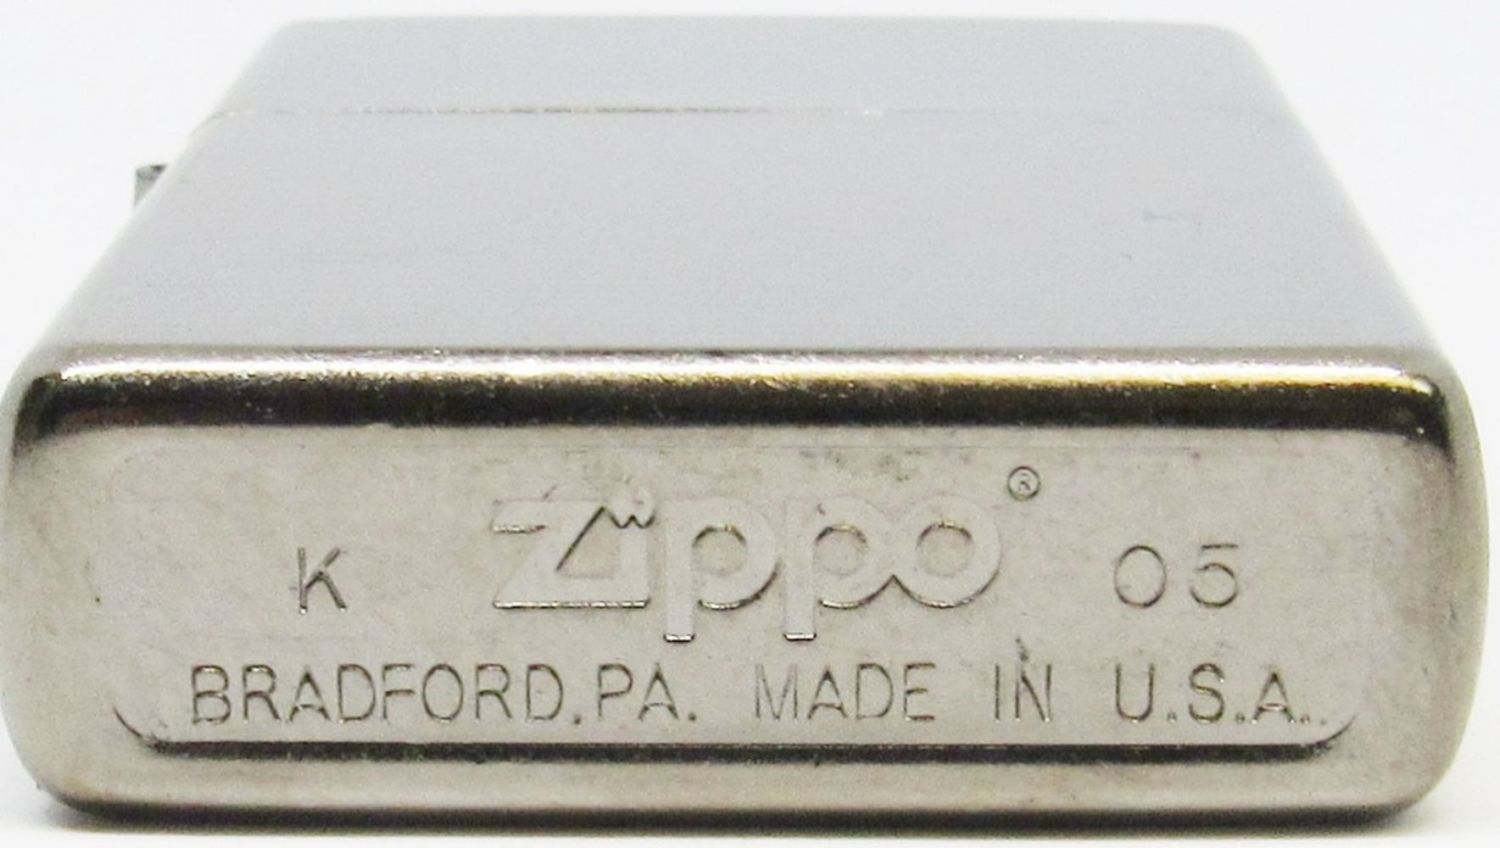 K Zippo® 05
BRADFORD,PA. MADE IN U.S.A.